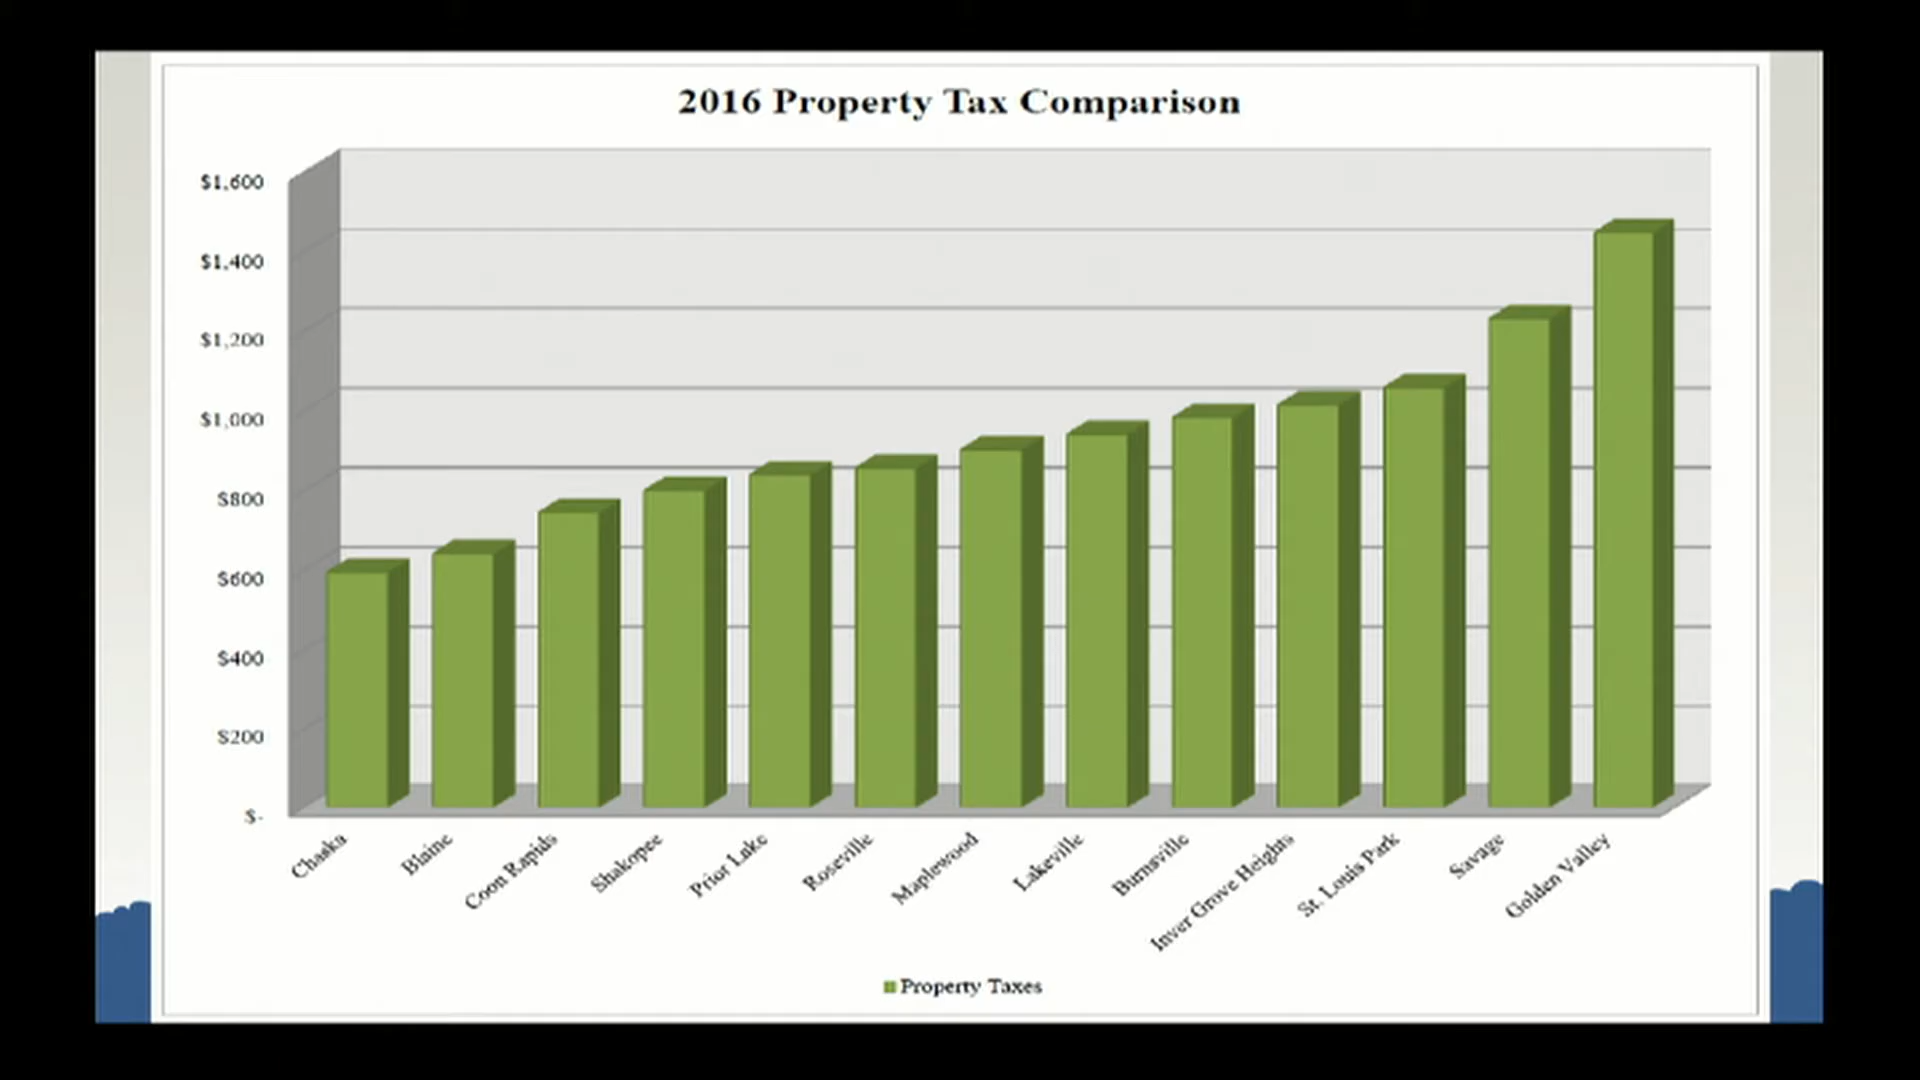 2016 Property Tax Comparison
$1,600
$1,400
$1,200
$1,000
$800
$600
$400
$200
$-
Chaska
Blaine
Coon Rapids
Shakopee
Prior Lake
Roseville
Maplewood
Lakeville
Burnsville
Inver Grove Heights
St. Louis Park
Savage
Golden Valley
Property Taxes